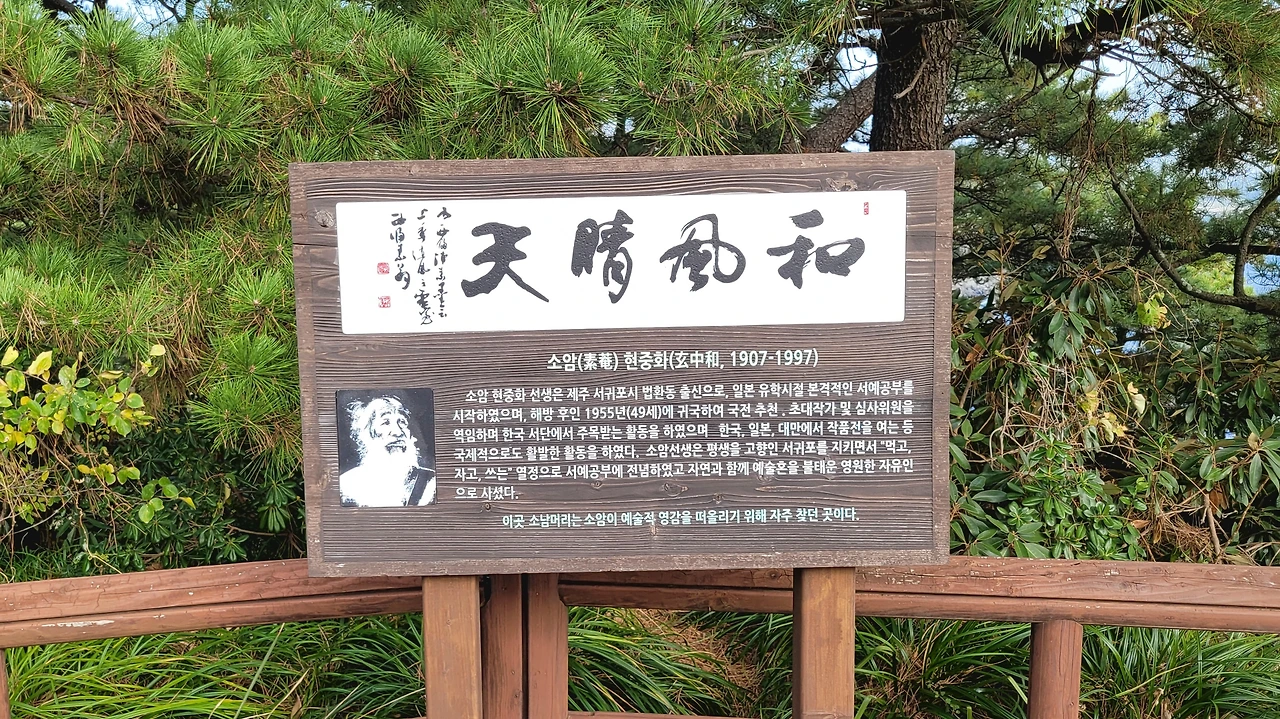 和風晴天
소암(素菴) 현중화(玄中和, 1907-1997)
소암 현중화 선생은 제주 서귀포시 법환동 출신으로, 일본 유학시절 본격적인 서예공부를
시작하였으며, 해방 후인 1955년(49세)에 귀국하여 국전 추천 , 초대작가 및 심사위원을
역임하며 한국 서단에서 주목받는 활동을 하였으며 한국, 일본, 대만에서 작품전을 여는 등
국제적으로도 활발한 활동을 하였다. 소암선생은 평생을 고향인 서귀포를 지키면서 "먹고,
자고, 쓰는" 열정으로 서예공부에 전념하였고 자연과 함께 예술혼을 불태운 영원한 자유인
으로 사셨다.
이곳 소남머리는 소암이 예술적 영감을 떠올리기 위해 자주 찾던 곳이다.